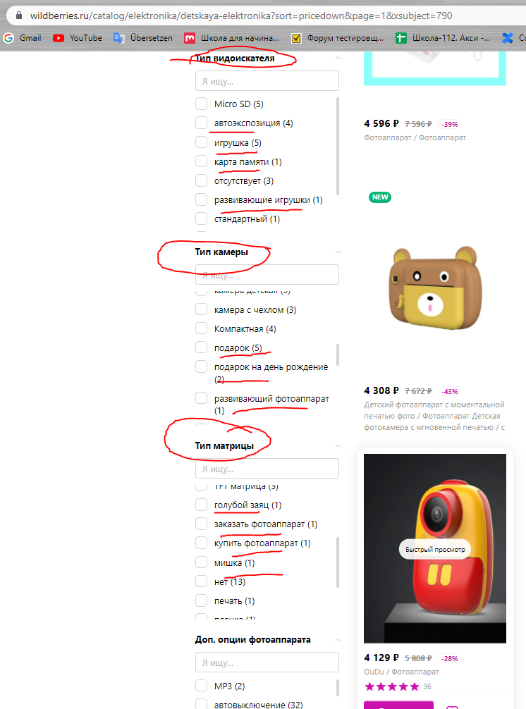 wildberries.ru/catalog/elektronika/detskaya-elektronika?sort=pricedown&page=1&xsubject=790
Gmail
YouTube
Übersetzen
Школа для начина...
Форум тестировщ...
Школа-112. Акси -...
Со
Тип видоискателя
Я ищу...
Micro SD (5)
автоэкспозиция (4)
игрушка (5)
карта памяти (1)
отсутствует (3)
развивающие игрушки (1)
стандартный (1)
Тип камеры
Я ищу...
камера детская
камера с чехлом (3)
Компактная (4)
подарок (5)
подарок на день рождение
(2)
развивающий фотоаппарат
(1)
Тип матрицы
Я ищу...
TFT матрица (3)
голубой заяц (1)
заказать фотоаппарат (1)
купить фотоаппарат (1)
мишка (1)
нет (13)
печать (1)
Доп. опции фотоаппарата
Я ищу...
MP3 (2)
автовыключение (32)
4 596 ₽ 7 596 ₽ -39%
Фотоаппарат / Фотоаппарат
NEW
4 308 ₽ 7 672 ₽ -43%
Детский фотоаппарат с моментальной
печатью фото / Фотоаппарат Детская
фотокамера с мгновенной печатью / с
Быстрый просмотр
4 129 ₽ 5 808 ₽ -28%
DuDu / Фотоаппарат
36